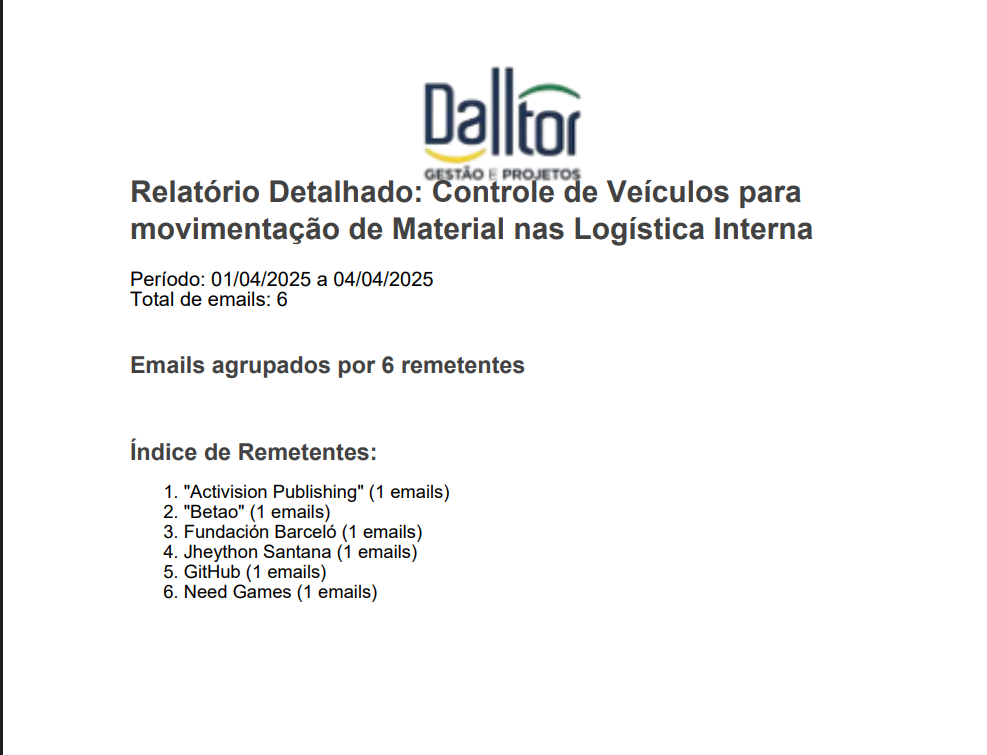 Dalltor
GESTÃO E PROJETOS
Relatório Detalhado: Controle de Veículos para
movimentação de Material nas Logística Interna
Período: 01/04/2025 a 04/04/2025
Total de emails: 6
Emails agrupados por 6 remetentes
Índice de Remetentes:
1. "Activision Publishing" (1 emails)
2. "Betao" (1 emails)
3. Fundación Barceló (1 emails)
4. Jheython Santana (1 emails)
5. GitHub (1 emails)
6. Need Games (1 emails)